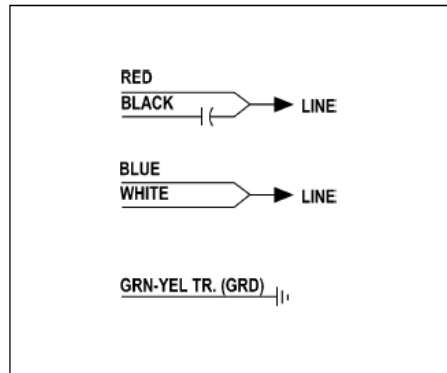 RED
BLACK
LINE
BLUE
WHITE
LINE
GRN-YEL TR. (GRD)